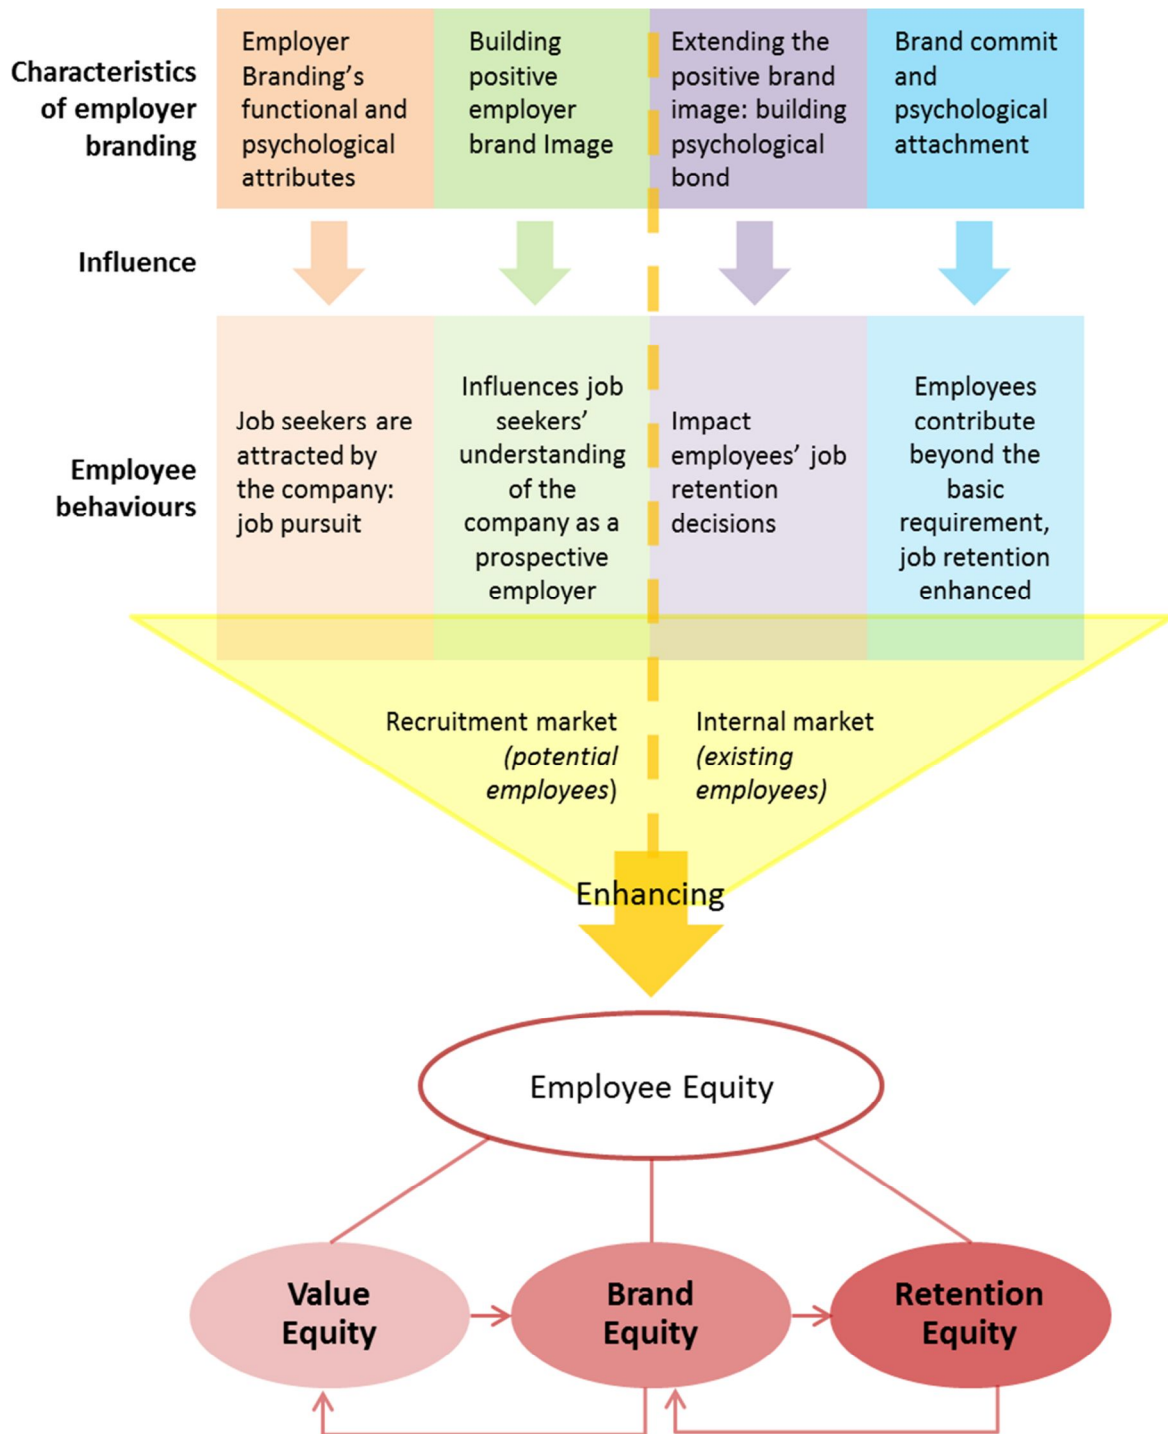 Characteristics
of employer
branding
Employer
Branding’s
functional and
psychological
attributes
Building
positive
employer
brand Image
Extending the
positive brand
image: building
psychological
bond
Brand commit
and
psychological
attachment
Influence
Employee
behaviours
Job seekers are
attracted by
the company:
job pursuit
Influences job
seekers’
understanding
of the
company as a
prospective
employer
Impact
employees’ job
retention
decisions
Employees
contribute
beyond the
basic
requirement,
job retention
enhanced
Recruitment market
(potential
employees)
Internal market
(existing
employees)
Enhancing
Employee Equity
Value
Equity
Brand
Equity
Retention
Equity